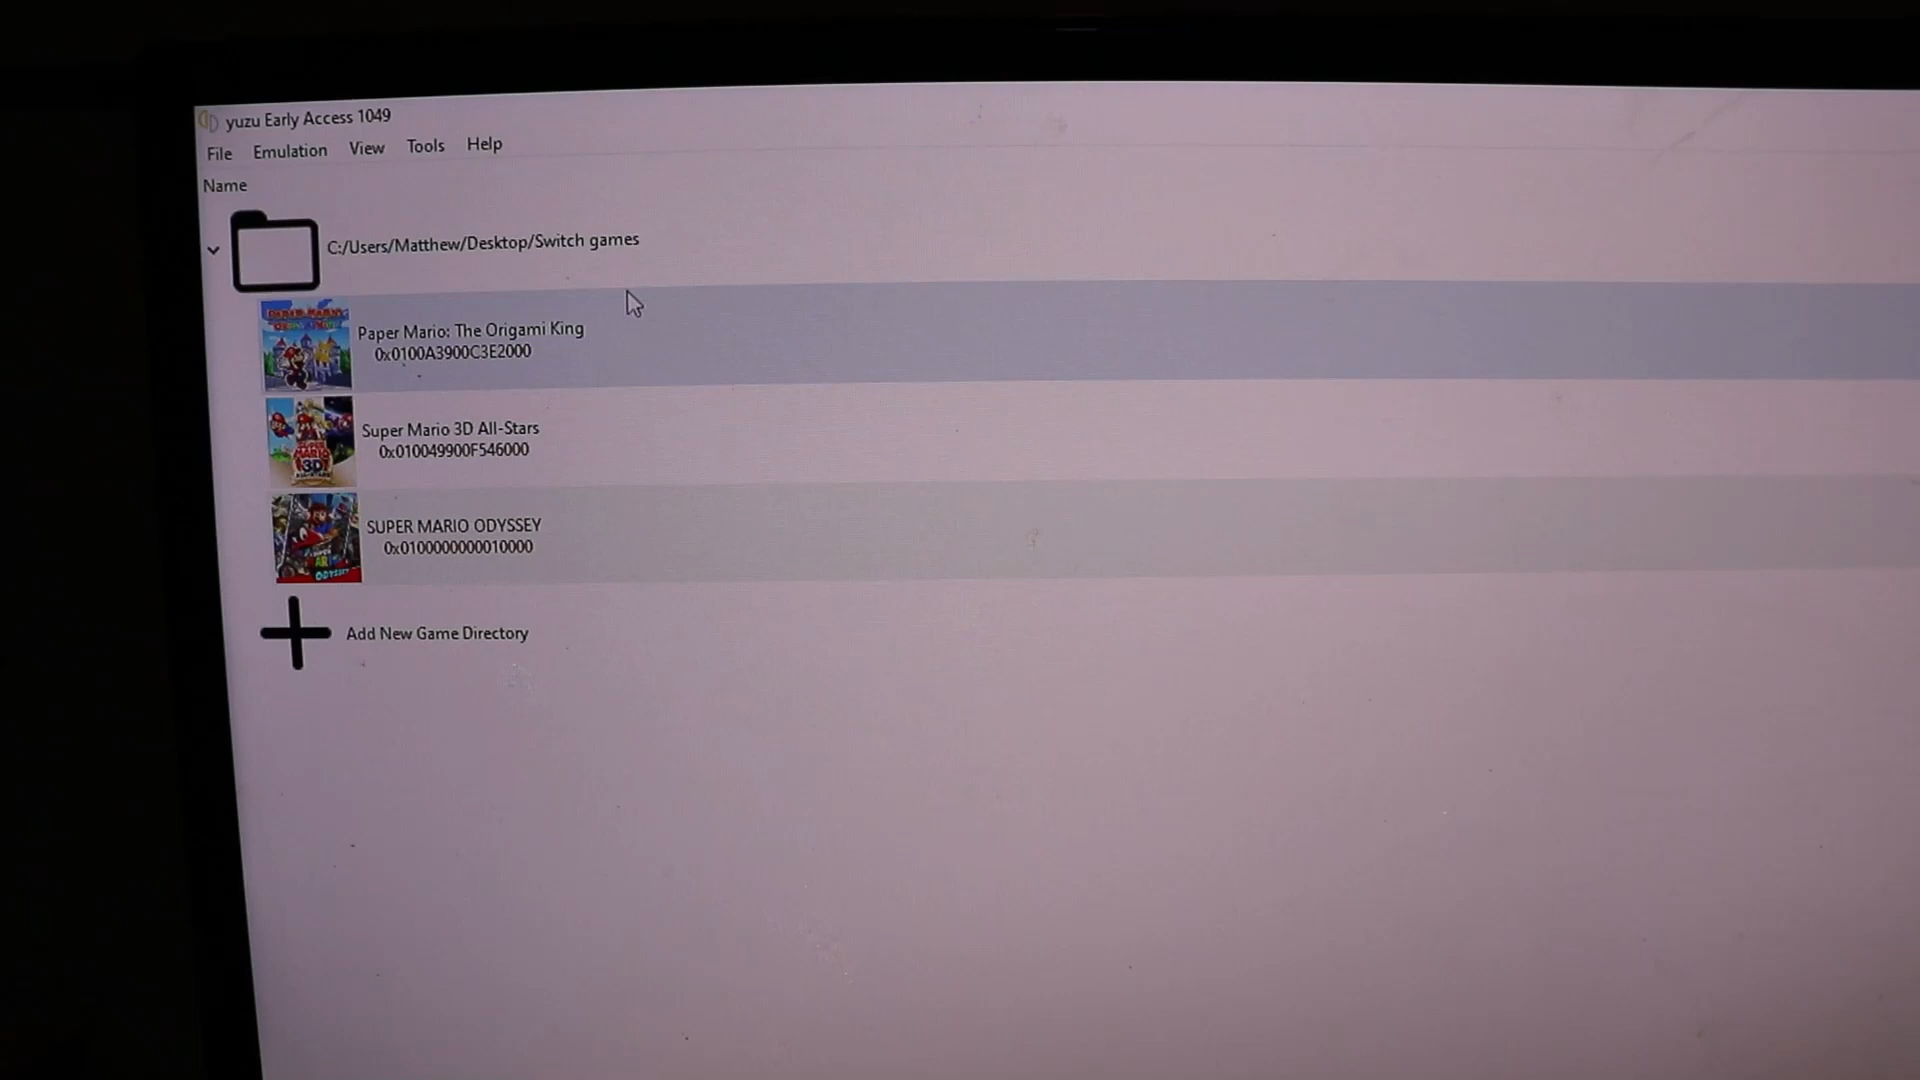 yuzu Early Access 1049
File Emulation View Tools Help
Name
C:/Users/Matthew/Desktop/Switch games
Paper Mario: The Origami King
0x0100A3900C3E2000
Super Mario 3D All-Stars
0x010049900F546000
SUPER MARIO ODYSSEY
0x0100000000010000
Add New Game Directory